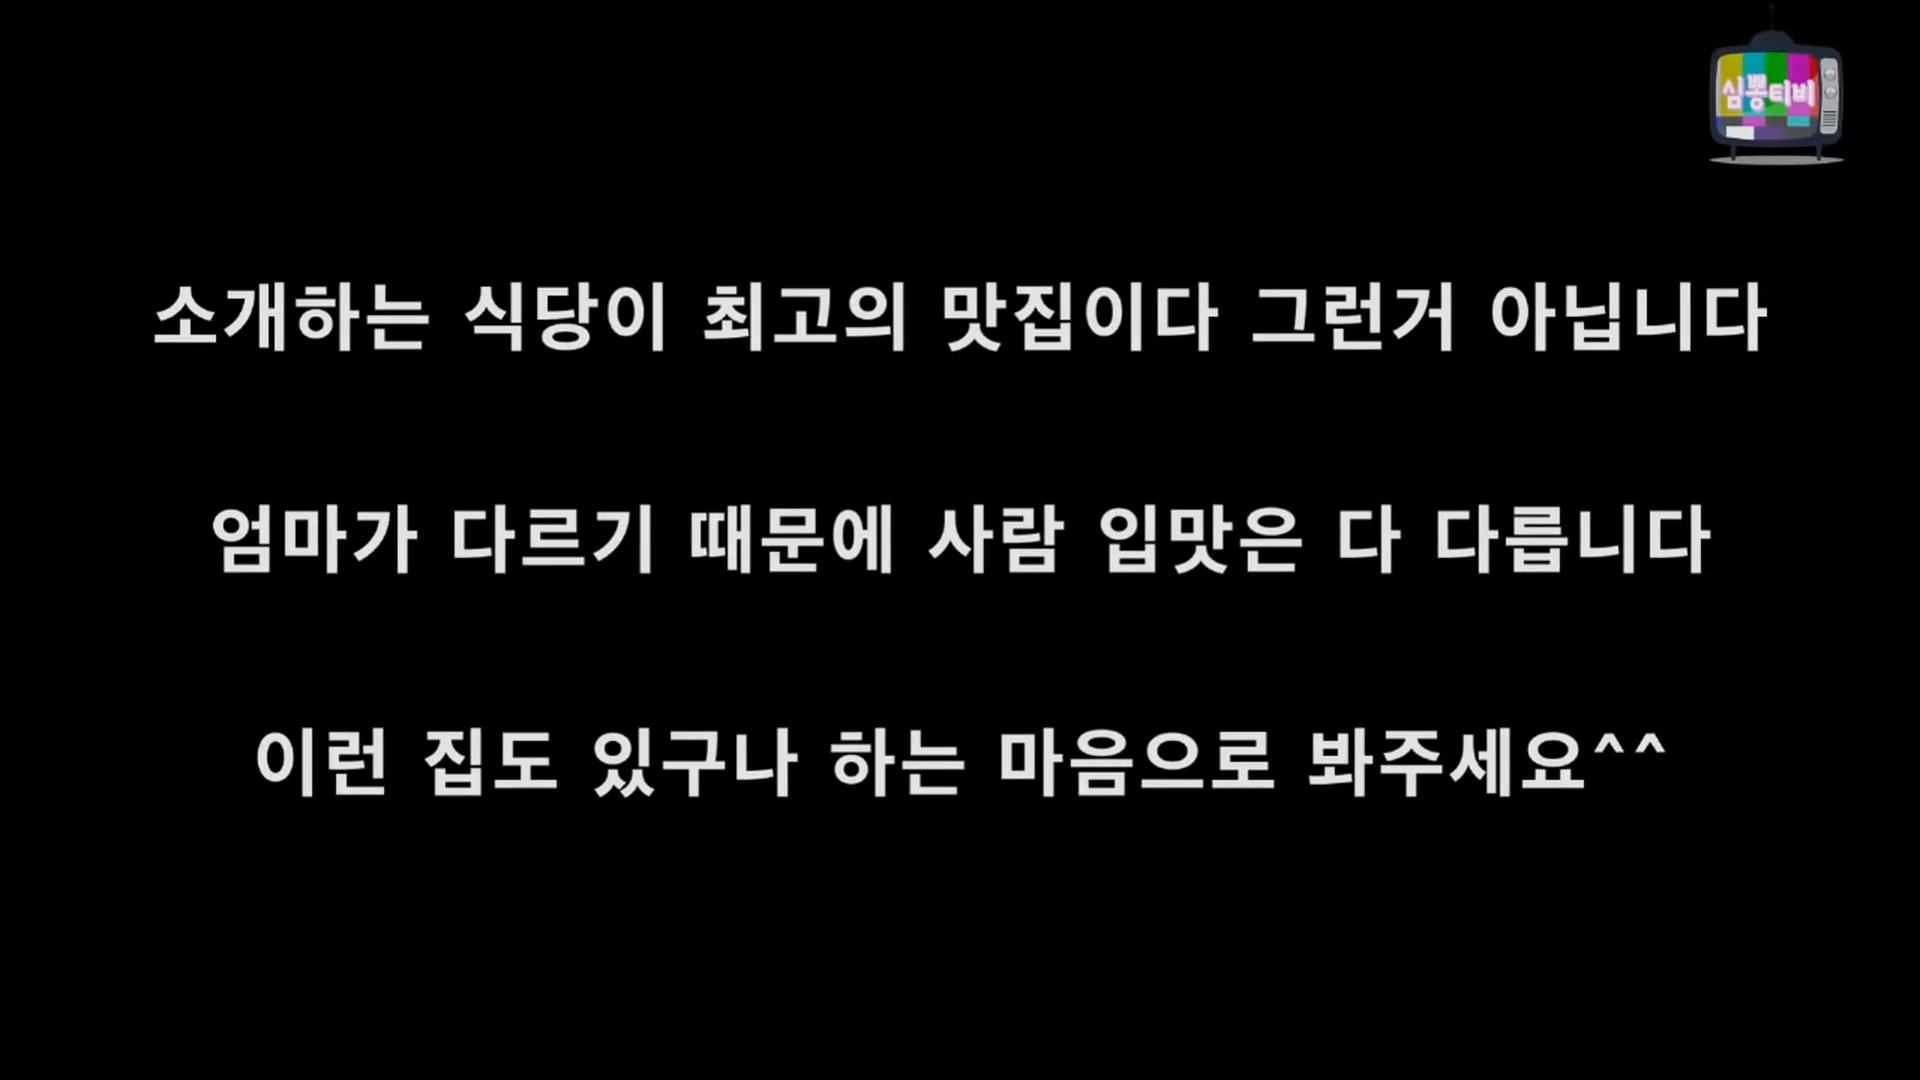 심뽕티비
소개하는 식당이 최고의 맛집이다 그런거 아닙니다
엄마가 다르기 때문에 사람 입맛은 다 다릅니다
이런 집도 있구나 하는 마음으로 봐주세요^^